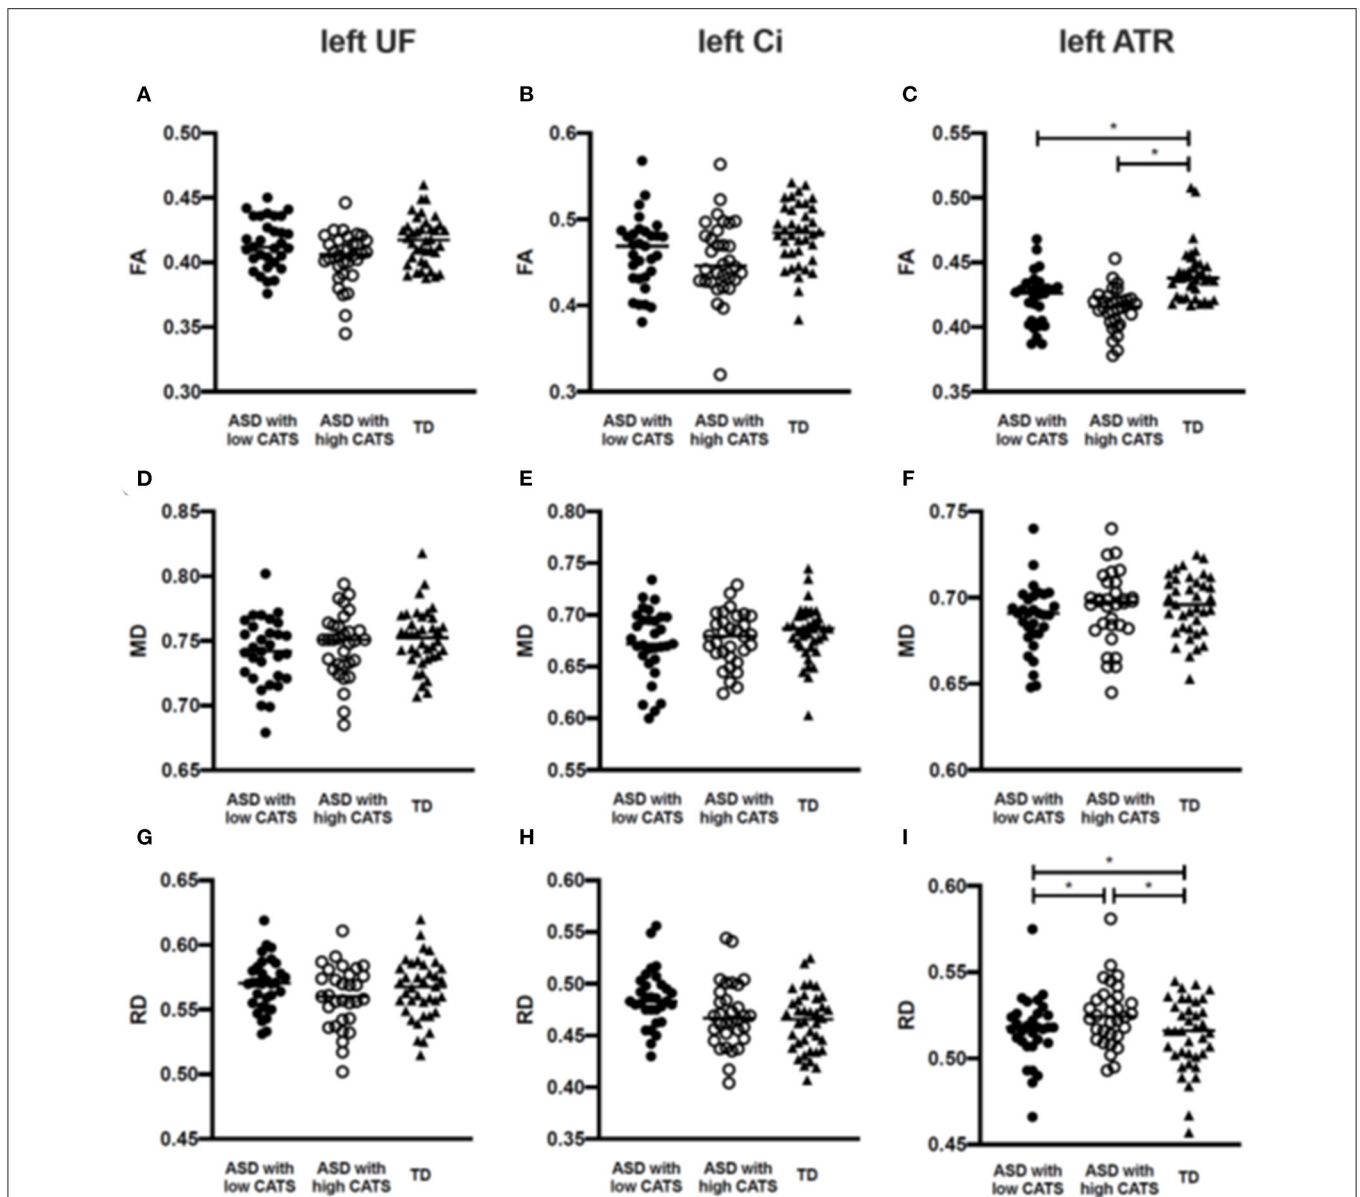 left UF
left Ci
left ATR
A
B
C
0.50
0.45
0.40
0.35
0.30
FA
ASD with
low CATS
ASD with
high CATS
TD
0.6
0.5
0.4
0.3
FA
ASD with
low CATS
ASD with
high CATS
TD
0.55
0.50
0.45
0.40
0.35
FA
*
*
ASD with
low CATS
ASD with
high CATS
TD
D
E
F
0.85
0.80
0.75
0.70
0.65
MD
ASD with
low CATS
ASD with
high CATS
TD
0.80
0.75
0.70
0.65
0.60
0.55
MD
ASD with
low CATS
ASD with
high CATS
TD
0.75
0.70
0.65
0.60
MD
ASD with
low CATS
ASD with
high CATS
TD
G
H
I
0.65
0.60
0.55
0.50
0.45
RD
ASD with
low CATS
ASD with
high CATS
TD
0.60
0.55
0.50
0.45
0.40
0.35
RD
ASD with
low CATS
ASD with
high CATS
TD
0.60
0.55
0.50
0.45
RD
*
*
*
ASD with
low CATS
ASD with
high CATS
TD